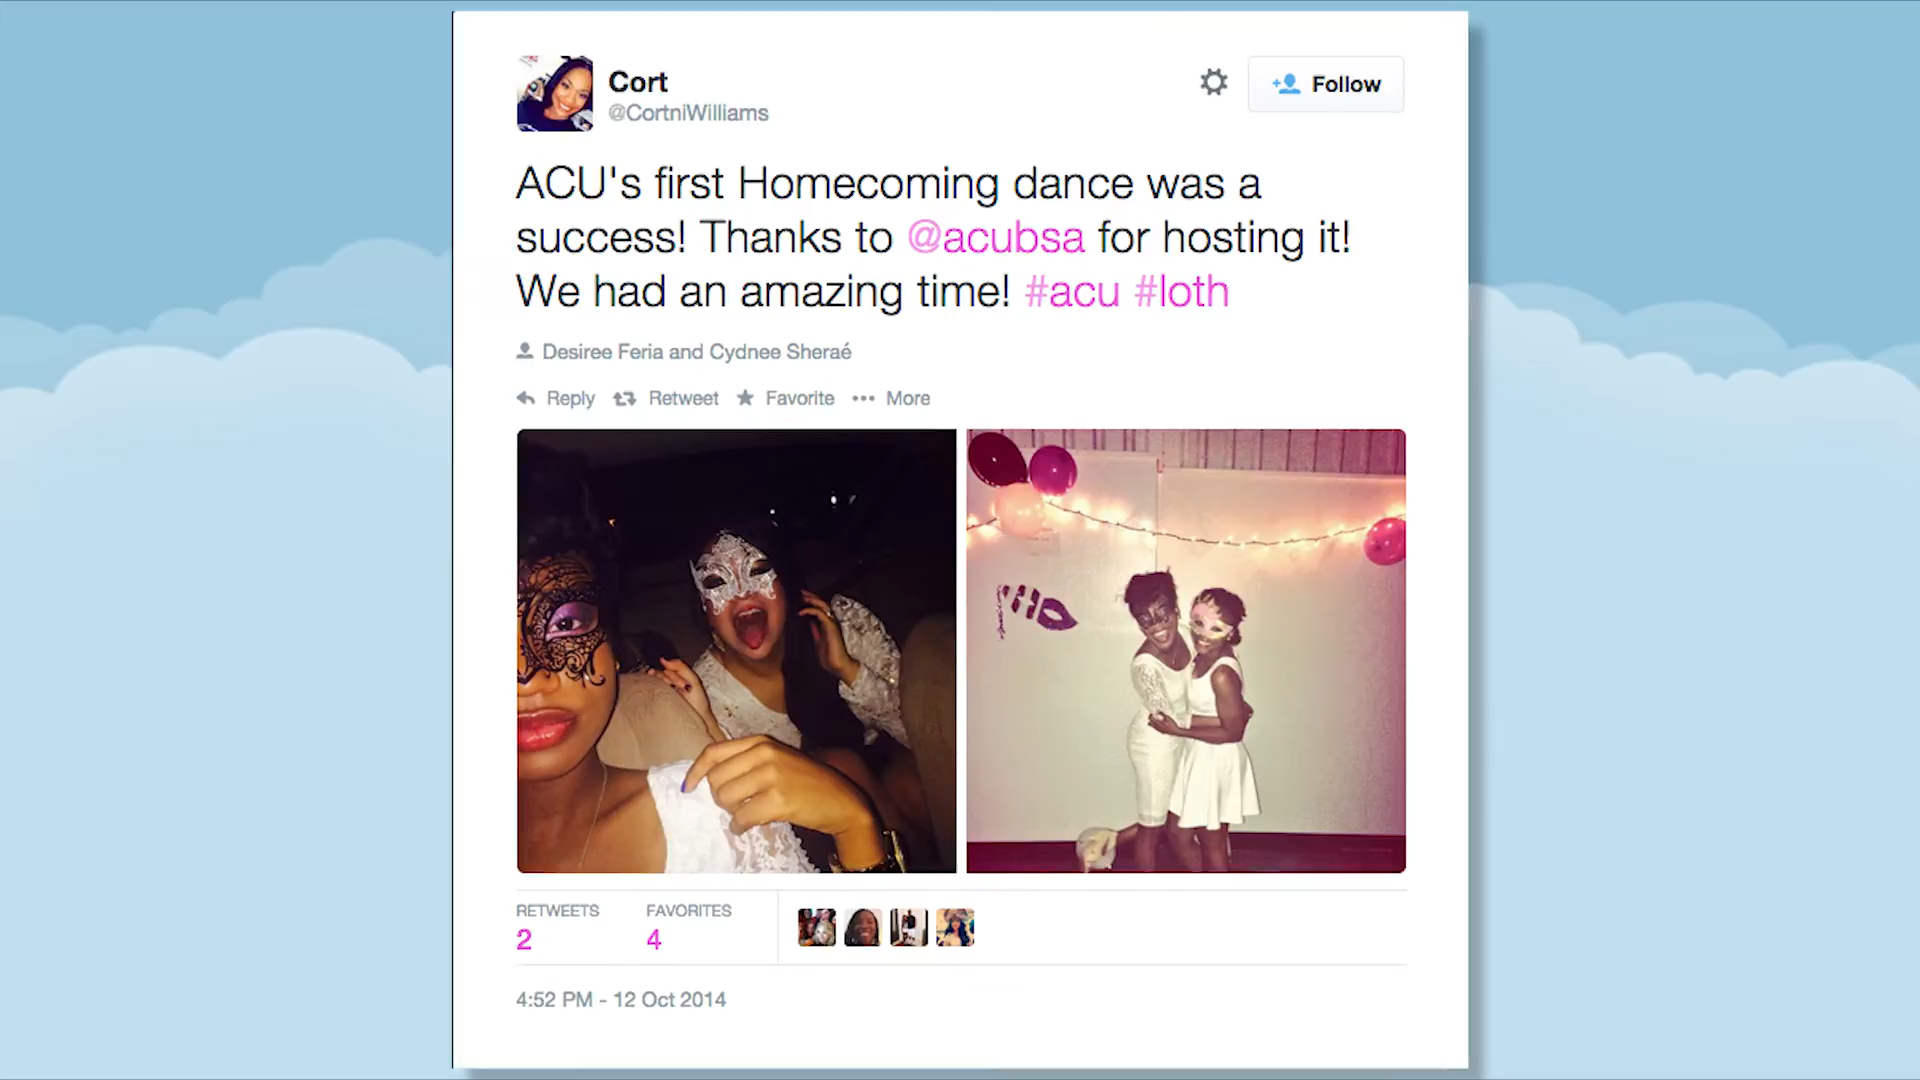 Cort
@CortniWilliams
Follow
ACU's first Homecoming dance was a
success! Thanks to @acubsa for hosting it!
We had an amazing time! #acu #loth
Desiree Feria and Cydnee Sheraé
Reply Retweet Favorite More
RETWEETS FAVORITES
2 4
4:52 PM - 12 Oct 2014